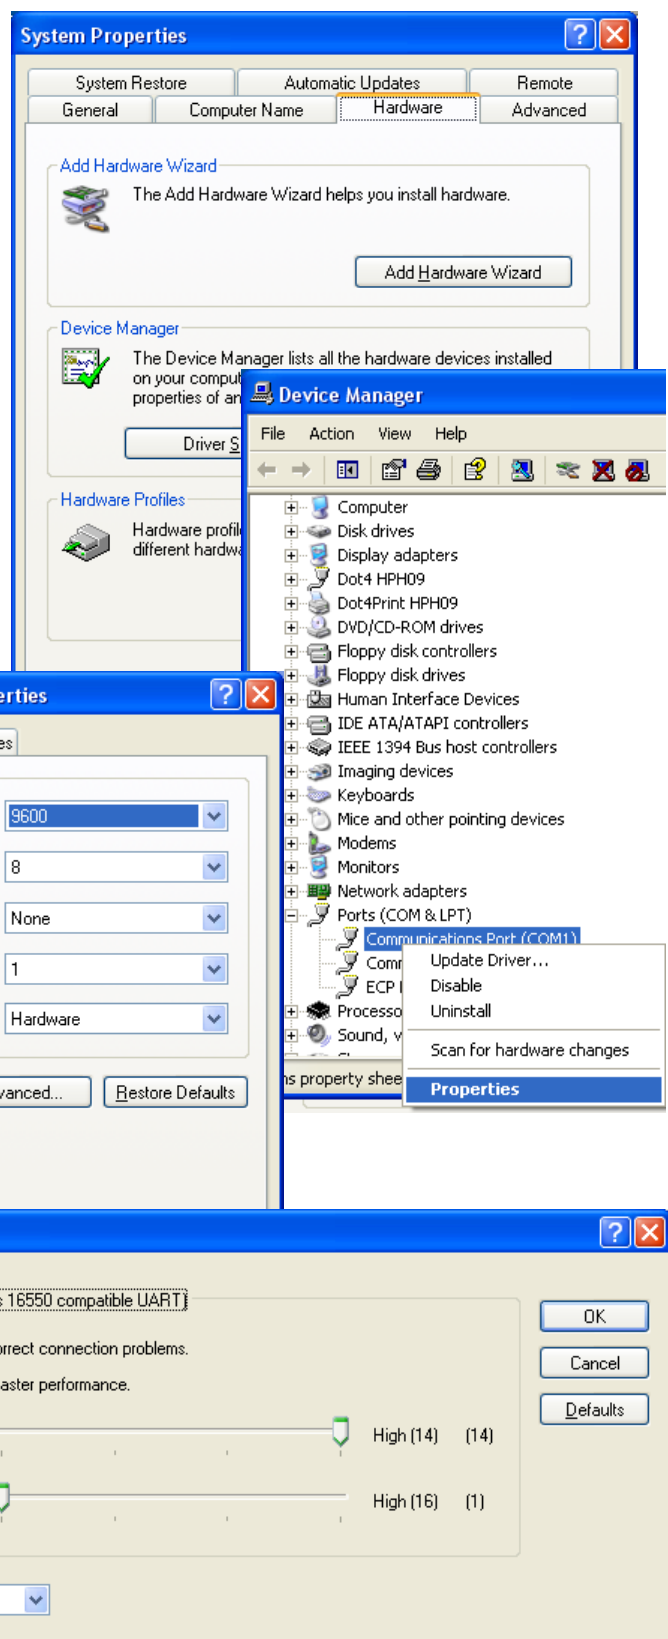 System Properties
System Restore
Automatic Updates
Remote
General
Computer Name
Hardware
Advanced
Add Hardware Wizard
The Add Hardware Wizard helps you install hardware.
Add Hardware Wizard
Device Manager
The Device Manager lists all the hardware devices installed
on your comput
properties of an
Driver S
Hardware Profiles
Hardware profil
different hardwa
Device Manager
File Action View Help
Computer
Disk drives
Display adapters
Dot4 HPH09
Dot4Print HPH09
DVD/CD-ROM drives
Floppy disk controllers
Floppy disk drives
Human Interface Devices
IDE ATA/ATAPI controllers
IEEE 1394 Bus host controllers
Imaging devices
Keyboards
Mice and other pointing devices
Modems
Monitors
Network adapters
Ports (COM & LPT)
Communications Port (COM1)
Comm
ECP
Processo
Sound, v
ns property shee
Update Driver...
Disable
Uninstall
Scan for hardware changes
Properties
erties
es
9600
8
None
1
Hardware
vanced...
Restore Defaults
s 16550 compatible UART)
orrect connection problems.
aster performance.
High (14) (14)
High (16) (1)
OK
Cancel
Defaults